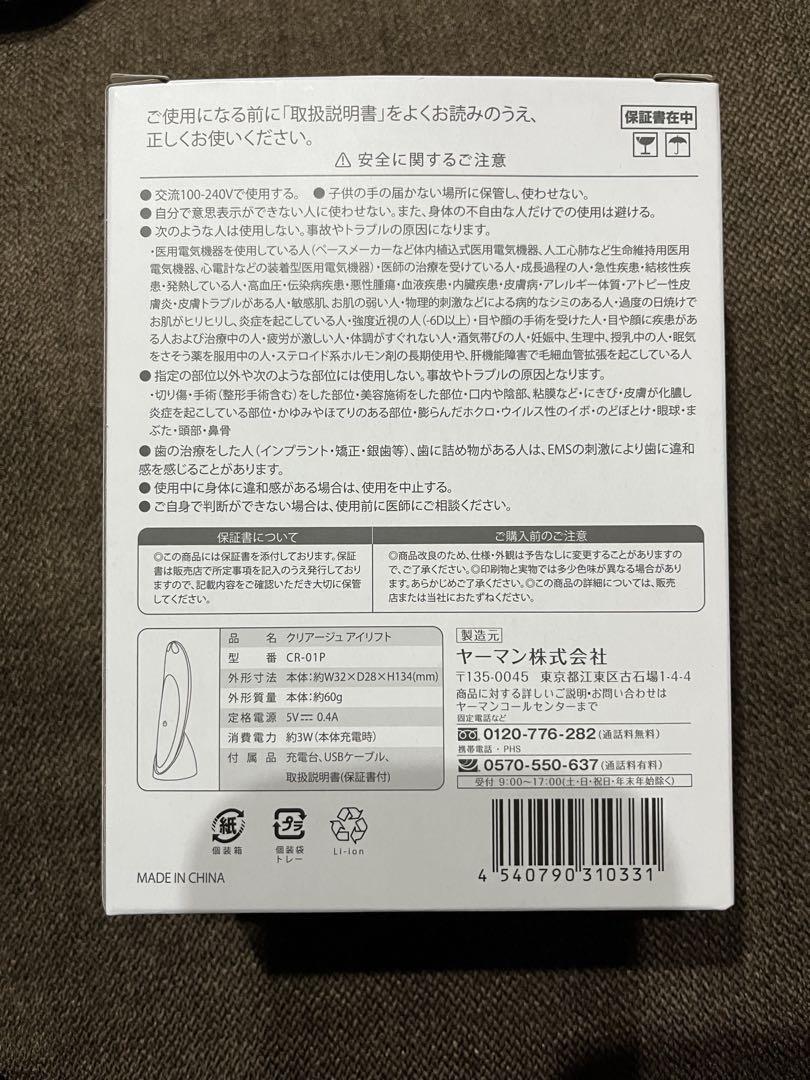 ご使用になる前に「取扱説明書」をよくお読みのうえ、
正しくお使いください。
保証書在中
⚠ 安全に関するご注意
● 交流100-240Vで使用する。 ● 子供の手の届かない場所に保管し、使わせない。
● 自分で意思表示ができない人に使わせない。また、身体の不自由な人だけでの使用は避ける。
● 次のような人は使用しない。事故やトラブルの原因になります。
・医用電気機器を使用している人（ペースメーカーなど体内植込式医用電気機器、人工心肺など生命維持用医用
電気機器、心電計などの装着型医用電気機器）・医師の治療を受けている人・成長過程の人・急性疾患・結核性疾
患・発熱している人・高血圧・伝染病疾患・悪性腫瘍・血液疾患・内臓疾患・皮膚病・アレルギー体質・アトピー性皮
膚炎・皮膚トラブルがある人・敏感肌、お肌の弱い人・物理的刺激などによる病的なシミのある人・過度の日焼けで
お肌がヒリヒリし、炎症を起こしている人・強度近視の人（-6D以上）・目や顔の手術を受けた人・目や顔に疾患があ
る人および治療中の人・疲労が激しい人・体調がすぐれない人・酒気帯びの人・妊娠中、生理中、授乳中の人・眠気
をさそう薬を服用中の人・ステロイド系ホルモン剤の長期使用や、肝機能障害で毛細血管拡張を起こしている人
● 指定の部位以外や次のような部位には使用しない。事故やトラブルの原因となります。
・切り傷・手術（整形手術含む）をした部位・美容施術をした部位・口内や陰部、粘膜など・にきび・皮膚が化膿し
炎症を起こしている部位・かゆみやほてりのある部位・膨らんだホクロ・ウイルス性のイボ・のどぼとけ・眼球・ま
ぶた・頭部・鼻骨
● 歯の治療をした人（インプラント・矯正・銀歯等）、歯に詰め物がある人は、EMSの刺激により歯に違和
感を感じることがあります。
● 使用中に身体に違和感がある場合は、使用を中止する。
● ご自身で判断ができない場合は、使用前に医師にご相談ください。
保証書について
◎この商品には保証書を添付しております。保証
書は販売店で所定事項を記入のうえ発行しており
ますので、記載内容をご確認いただき大切に保管
してください。
ご購入前のご注意
◎商品改良のため、仕様・外観は予告なしに変更することがありますの
で、ご了承ください。◎印刷物と実物では多少色味が異なる場合があり
ます。あらかじめご了承ください。◎この商品の詳細については、販売
店または当社におたずねください。
品名 クリアージュ アイリフト
型番 CR-01P
外形寸法 本体：約W32×D28×H134(mm)
外形質量 本体：約60g
定格電源 5V⎓ 0.4A
消費電力 約3W（本体充電時）
付属品 充電台、USBケーブル、
取扱説明書（保証書付）
製造元
ヤーマン株式会社
〒135-0045 東京都江東区古石場1-4-4
商品に対する詳しいご説明・お問い合わせは
ヤーマンコールセンターまで
固定電話など
0120-776-282（通話料無料）
携帯電話・PHS
0570-550-637（通話料有料）
受付 9:00〜17:00（土・日・祝日・年末年始除く）
紙
個装箱
プラ
個装袋
トレー
Li-ion
MADE IN CHINA
4 540790 310331